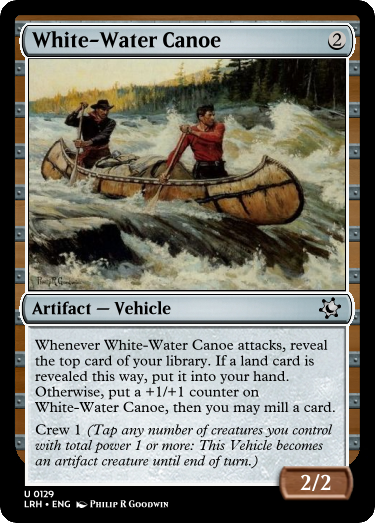 White-Water Canoe 2
Artifact — Vehicle
Whenever White-Water Canoe attacks, reveal
the top card of your library. If a land card is
revealed this way, put it into your hand.
Otherwise, put a +1/+1 counter on
White-Water Canoe, then you may mill a card.
Crew 1 (Tap any number of creatures you control
with total power 1 or more: This Vehicle becomes
an artifact creature until end of turn.)
2/2
U 0129
LRH • ENG Philip R Goodwin